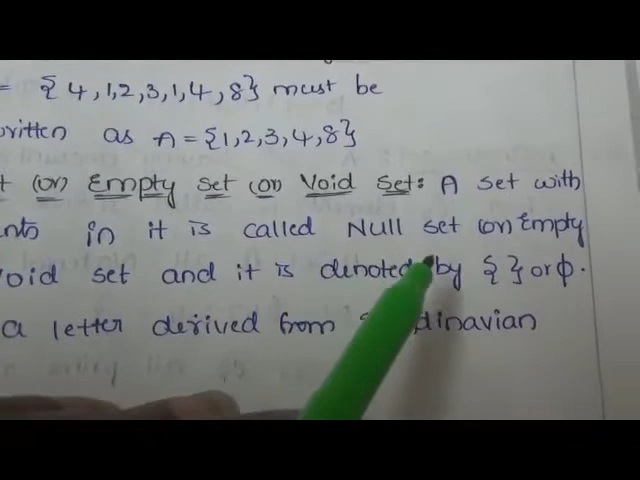 = {4,1,2,3,1,4,8} must be
written as A = {1,2,3,4,8}
(or) Empty set (or) Void set: A set with
in it is called Null set (or) Empty
void set and it is denoted by { } or ϕ.
a letter derived from